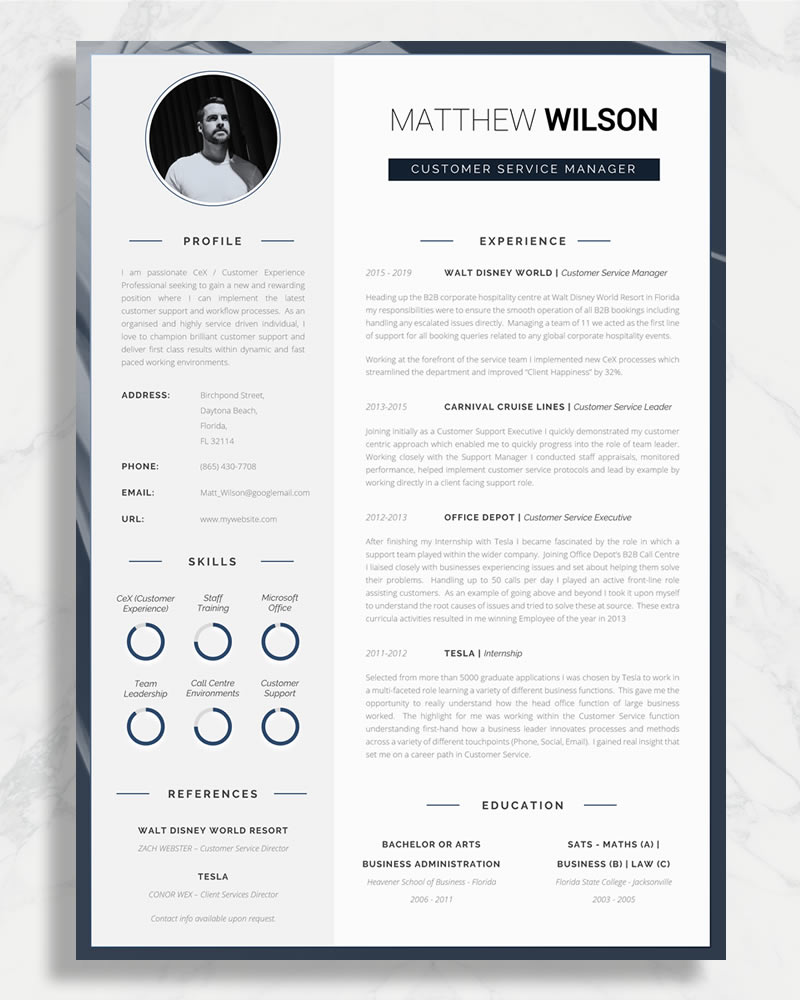 MATTHEW WILSON
CUSTOMER SERVICE MANAGER
PROFILE
I am passionate CeX / Customer Experience
Professional seeking to gain a new and rewarding
position where I can implement the latest
customer support and workflow processes. As an
organised and highly service driven individual, I
love to champion brilliant customer support and
deliver first class results within dynamic and fast
paced working environments.
ADDRESS: Birchpond Street,
Daytona Beach,
Florida,
FL 32114
PHONE: (865) 430-7708
EMAIL: Matt_Wilson@googlemail.com
URL: www.mywebsite.com
SKILLS
CeX (Customer
Experience)
Staff
Training
Microsoft
Office
Team
Leadership
Call Centre
Environments
Customer
Support
REFERENCES
WALT DISNEY WORLD RESORT
ZACH WEBSTER – Customer Service Director
TESLA
CONOR WEX – Client Services Director
Contact info available upon request.
EXPERIENCE
2015 - 2019 WALT DISNEY WORLD | Customer Service Manager
Heading up the B2B corporate hospitality centre at Walt Disney World Resort in Florida
my responsibilities were to ensure the smooth operation of all B2B bookings including
handling any escalated issues directly. Managing a team of 11 we acted as the first line
of support for all booking queries related to any global corporate hospitality events.
Working at the forefront of the service team I implemented new CeX processes which
streamlined the department and improved “Client Happiness” by 32%.
2013-2015 CARNIVAL CRUISE LINES | Customer Service Leader
Joining initially as a Customer Support Executive I quickly demonstrated my customer
centric approach which enabled me to quickly progress into the role of team leader.
Working closely with the Support Manager I conducted staff appraisals, monitored
performance, helped implement customer service protocols and lead by example by
working directly in a client facing support role.
2012-2013 OFFICE DEPOT | Customer Service Executive
After finishing my Internship with Tesla I became fascinated by the role in which a
support team played within the wider company. Joining Office Depot's B2B Call Centre
I liaised closely with businesses experiencing issues and set about helping them solve
their problems. Handling up to 50 calls per day I played an active front-line role
assisting customers. As an example of going above and beyond I took it upon myself
to understand the root causes of issues and tried to solve these at source. These extra
curricula activities resulted in me winning Employee of the year in 2013
2011-2012 TESLA | Internship
Selected from more than 5000 graduate applications I was chosen by Tesla to work in
a multi-faceted role learning a variety of different business functions. This gave me the
opportunity to really understand how the head office function of large business
worked. The highlight for me was working within the Customer Service function
understanding first-hand how a business leader innovates processes and methods
across a variety of different touchpoints (Phone, Social, Email). I gained real insight that
set me on a career path in Customer Service.
EDUCATION
BACHELOR OR ARTS
BUSINESS ADMINISTRATION
Heavener School of Business - Florida
2006 - 2011
SATS - MATHS (A) |
BUSINESS (B) | LAW (C)
Florida State College - Jacksonville
2003 - 2005